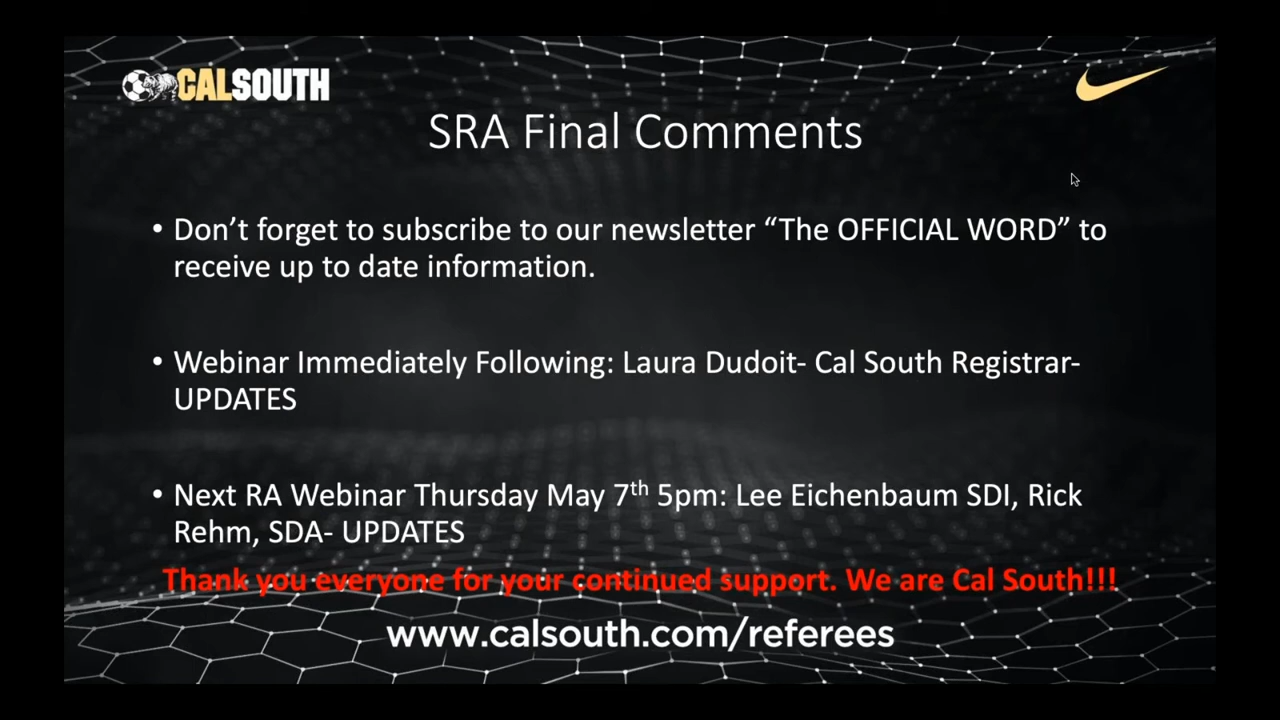 CALSOUTH
SRA Final Comments
• Don’t forget to subscribe to our newsletter “The OFFICIAL WORD” to
receive up to date information.
• Webinar Immediately Following: Laura Dudoit- Cal South Registrar-
UPDATES
• Next RA Webinar Thursday May 7th 5pm: Lee Eichenbaum SDI, Rick
Rehm, SDA- UPDATES
Thank you everyone for your continued support. We are Cal South!!!
www.calsouth.com/referees